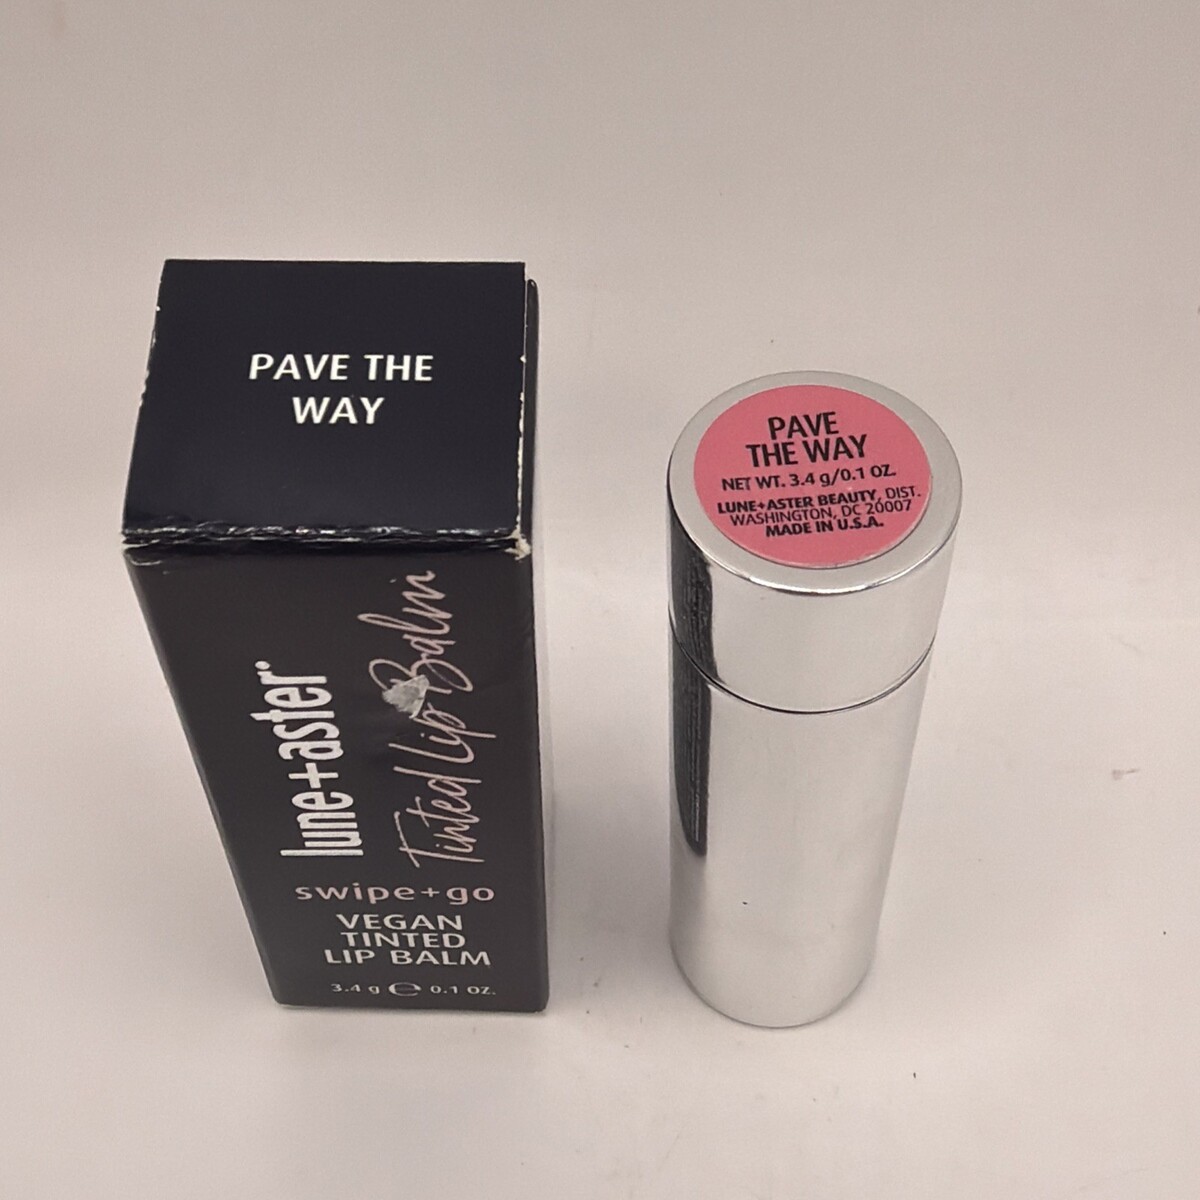 PAVE THE
WAY
lune+aster
Tinted Lip Balm
swipe+go
VEGAN
TINTED
LIP BALM
3.4 g ℮ 0.1 OZ.
PAVE
THE WAY
NET WT. 3.4 g/0.1 OZ.
LUNE+ASTER BEAUTY, DIST.
WASHINGTON, DC 20007
MADE IN U.S.A.